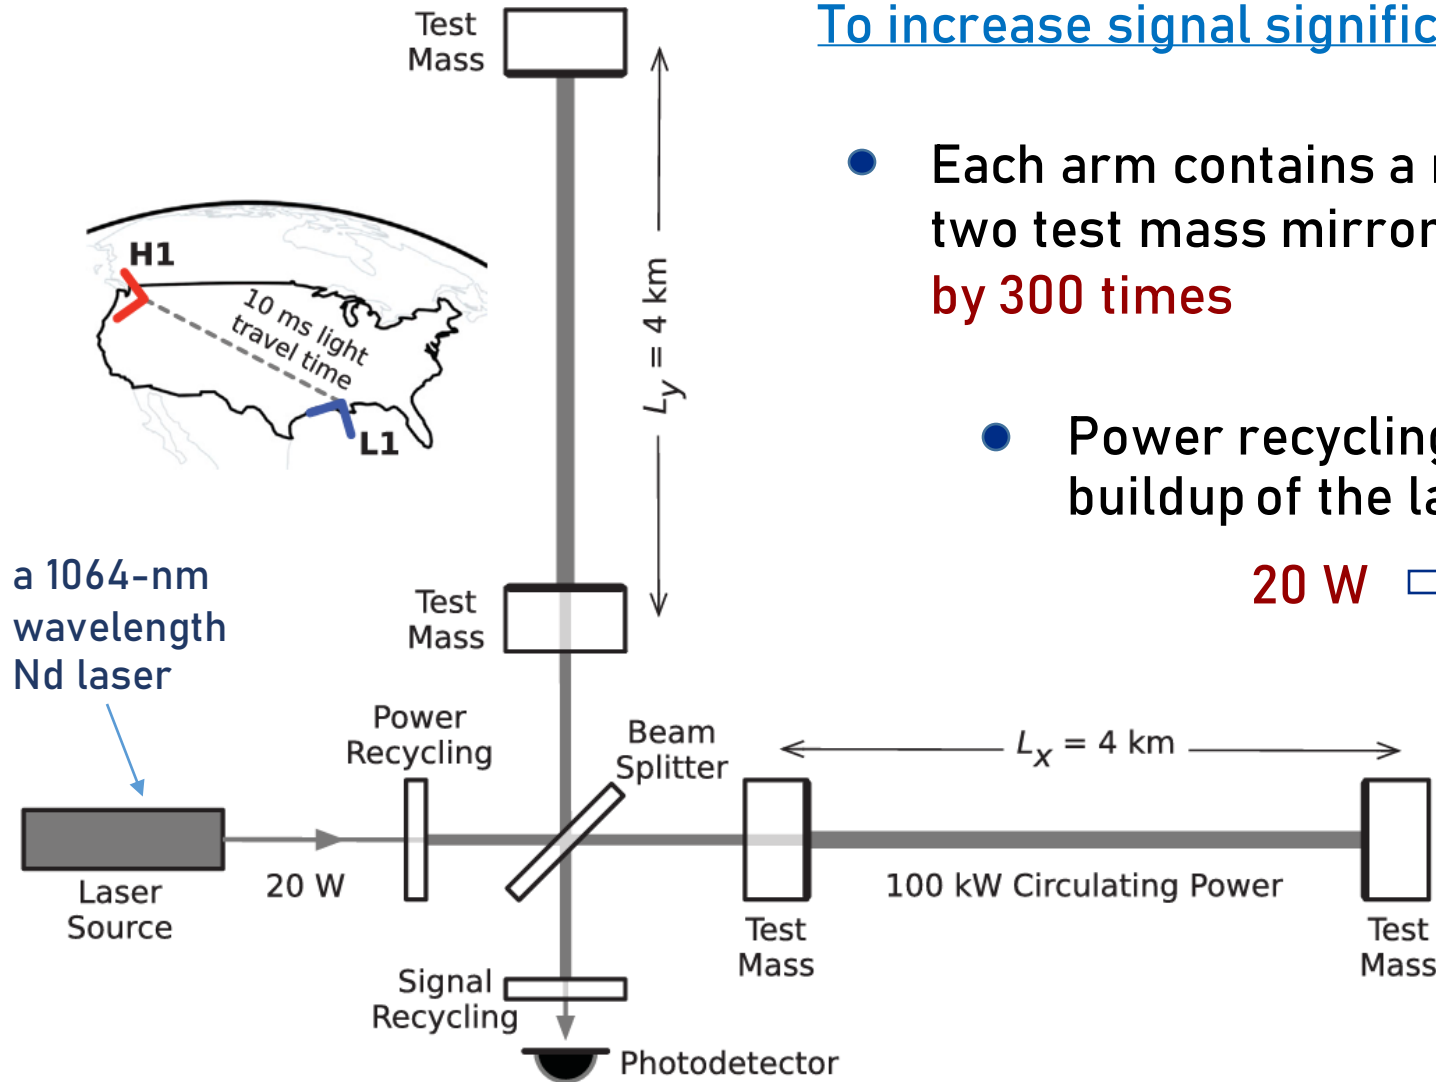 To increase signal signific
Test
Mass
Each arm contains a
two test mass mirror
by 300 times
H1
10 ms light
travel time
L1
Ly = 4 km
Power recycling
buildup of the la
20 W
a 1064-nm
wavelength
Nd laser
Test
Mass
Power
Recycling
Beam
Splitter
Lx = 4 km
Laser
Source
20 W
100 kW Circulating Power
Test
Mass
Test
Mass
Signal
Recycling
Photodetector